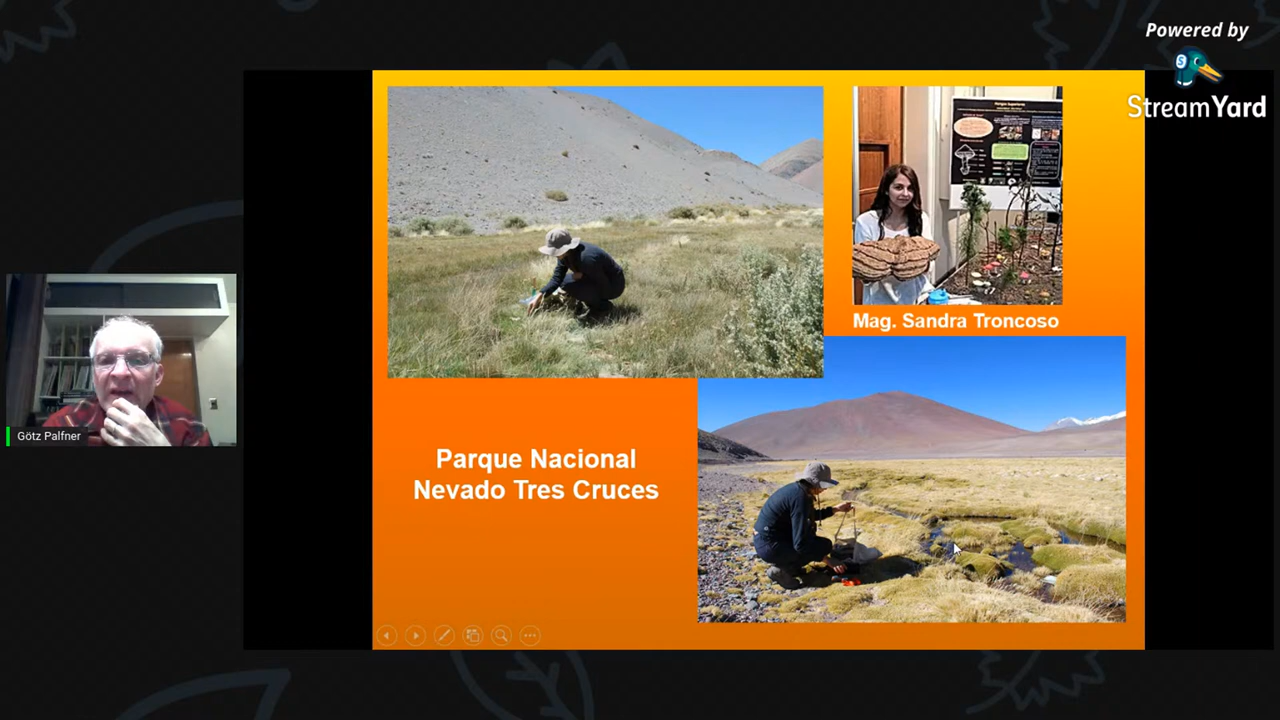 Powered by
StreamYard
Mag. Sandra Troncoso
Götz Palfner
Parque Nacional
Nevado Tres Cruces